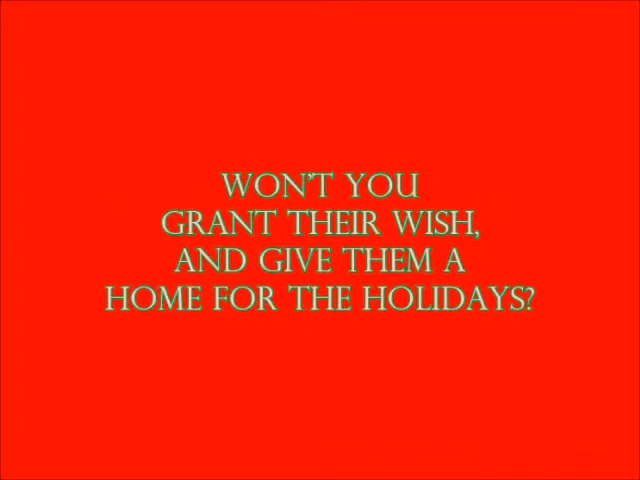 WON'T YOU
GRANT THEIR WISH,
AND GIVE THEM A
HOME FOR THE HOLIDAYS?